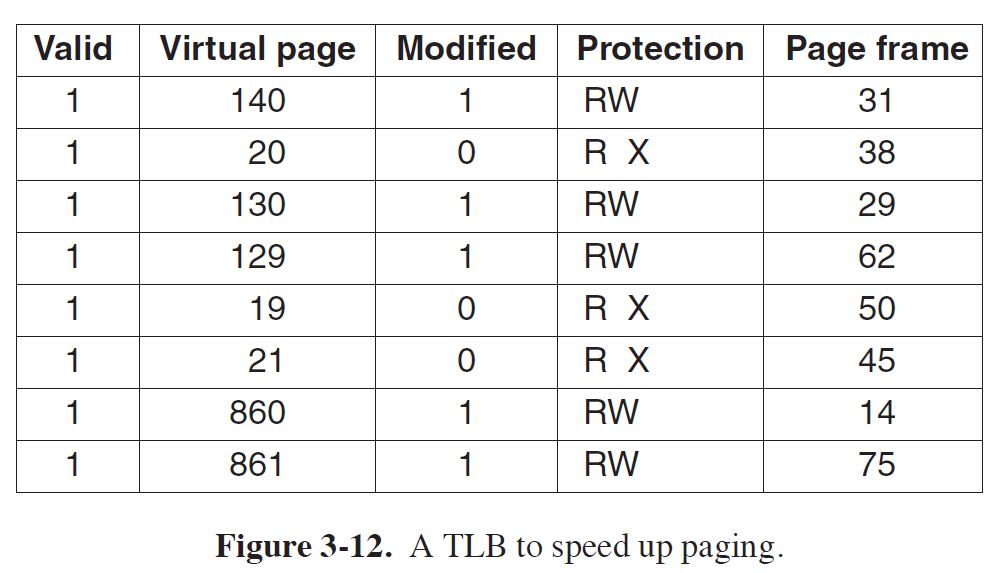 Valid Virtual page Modified Protection Page frame
1 140 1 RW 31
1 20 0 R X 38
1 130 1 RW 29
1 129 1 RW 62
1 19 0 R X 50
1 21 0 R X 45
1 860 1 RW 14
1 861 1 RW 75
Figure 3-12. A TLB to speed up paging.